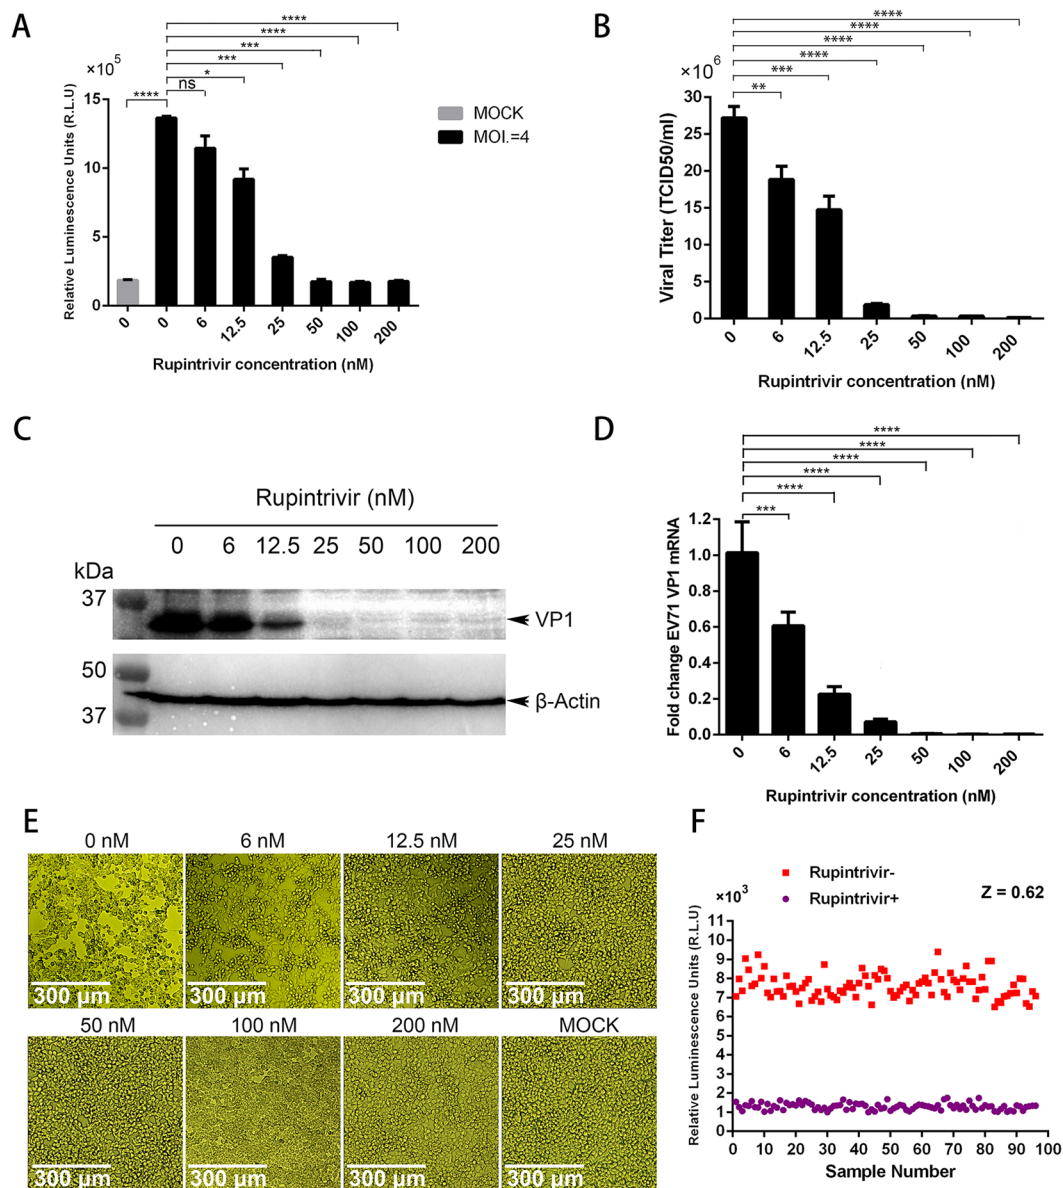 A
****
****
***
***
*
ns
****
×10⁵
Relative Luminescence Units (R.L.U)
15
10
5
0
0
0
6
12.5
25
50
100
200
Rupintrivir concentration (nM)
MOCK
MOI.=4
B
****
****
****
****
***
**
×10⁶
Viral Titer (TCID50/ml)
30
25
20
15
10
5
0
0
6
12.5
25
50
100
200
Rupintrivir concentration (nM)
C
Rupintrivir (nM)
0 6 12.5 25 50 100 200
kDa
37
VP1
50
β-Actin
37
D
****
****
****
****
****
***
Fold change EV71 VP1 mRNA
1.2
1.0
0.8
0.6
0.4
0.2
0.0
0
6
12.5
25
50
100
200
Rupintrivir concentration (nM)
E
0 nM 6 nM 12.5 nM 25 nM
300 μm 300 μm 300 μm 300 μm
50 nM 100 nM 200 nM MOCK
300 μm 300 μm 300 μm 300 μm
F
Rupintrivir-
Rupintrivir+
Z = 0.62
×10³
Relative Luminescence Units (R.L.U)
11
10
9
8
7
6
5
4
3
2
1
0
0 10 20 30 40 50 60 70 80 90 100
Sample Number